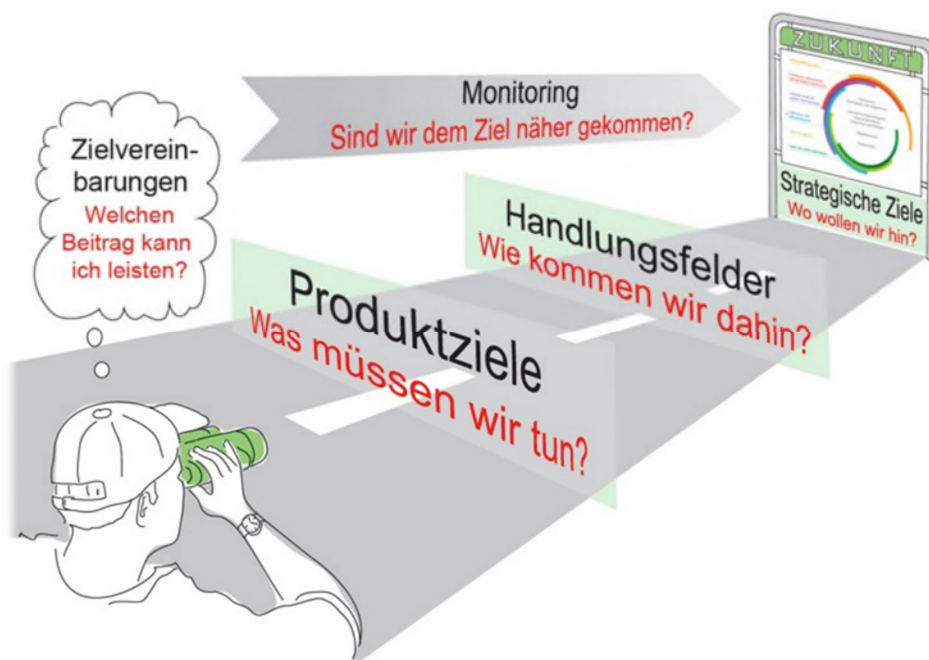 ZUKUNFT
Monitoring
Sind wir dem Ziel näher gekommen?
Zielverein-
barungen
Welchen
Beitrag kann
ich leisten?
Strategische Ziele
Wo wollen wir hin?
Handlungsfelder
Wie kommen wir dahin?
Produktziele
Was müssen wir tun?